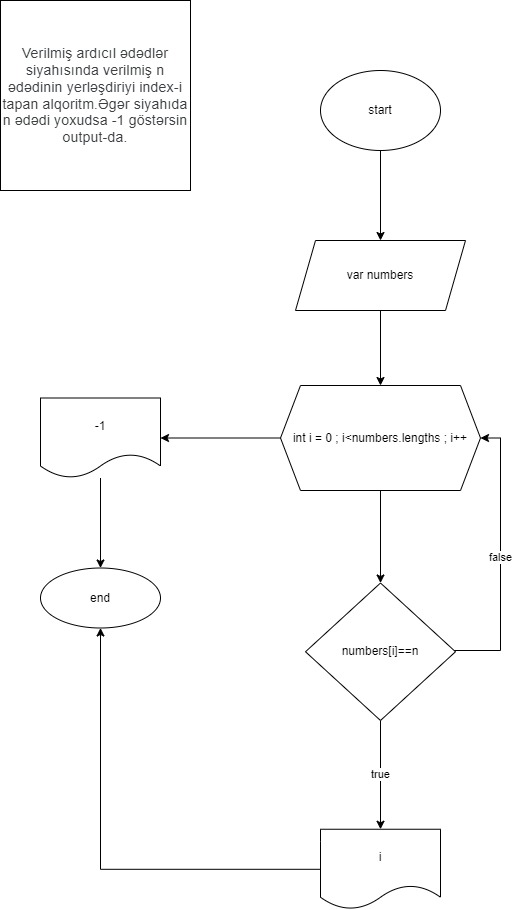 Verilmiş ardıcıl ədədlər
siyahısında verilmiş n
ədədinin yerləşdiriyi index-i
tapan alqoritm.Əgər siyahıda
n ədədi yoxudsa -1 göstərsin
output-da.
start
var numbers
int i = 0 ; i<numbers.lengths ; i++
-1
false
end
numbers[i]==n
true
i